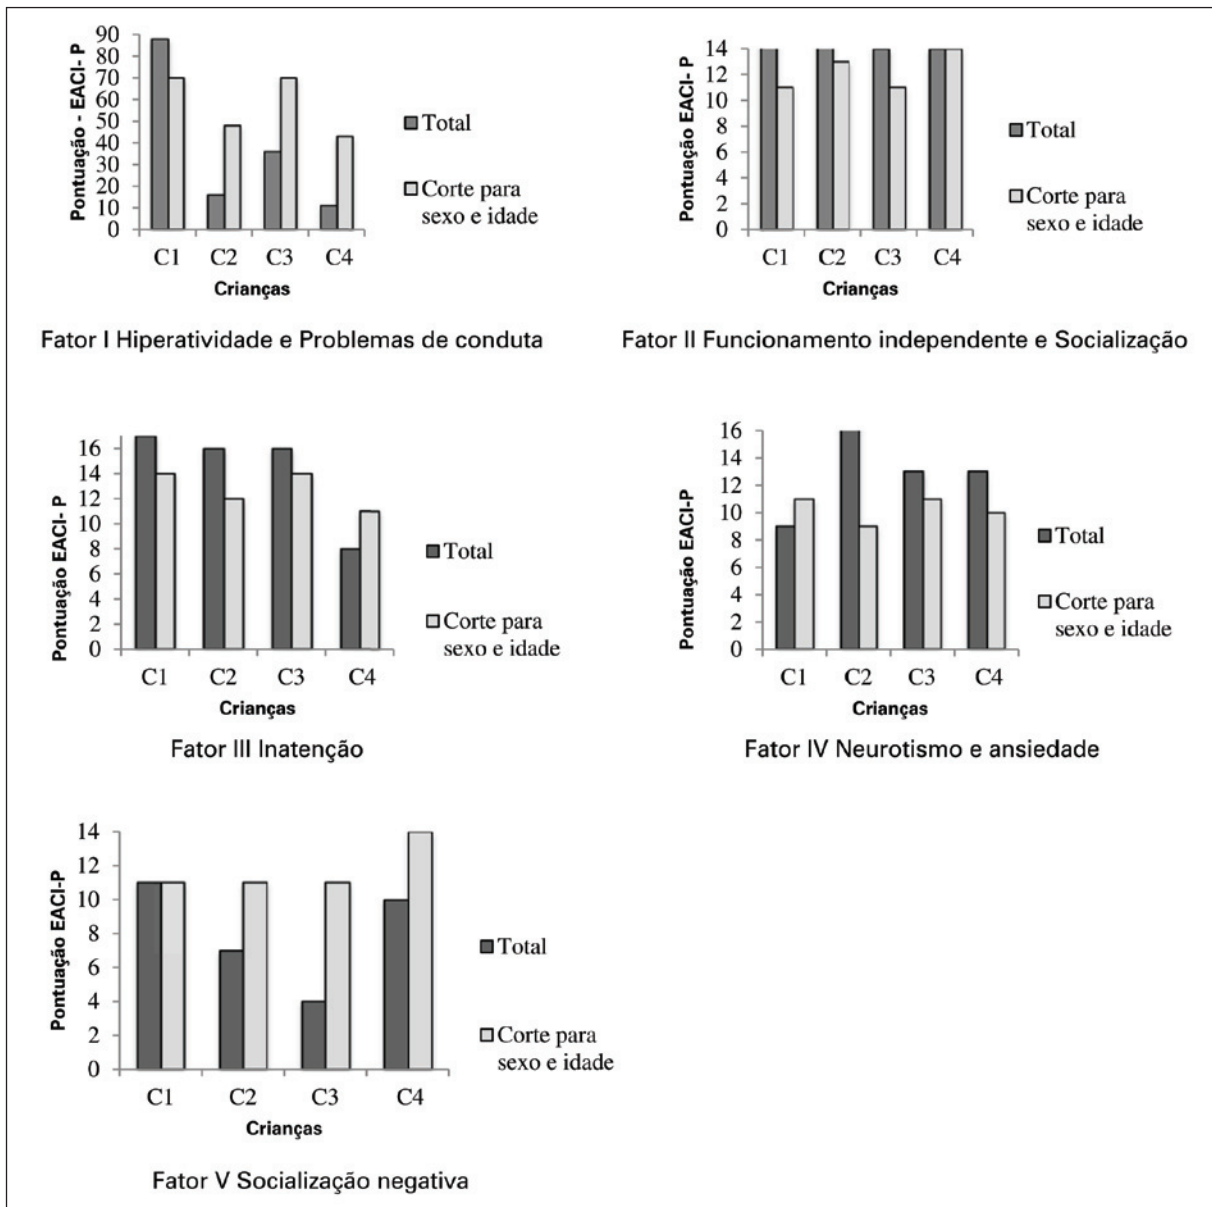 Pontuação - EACI- P
90
80
70
60
50
40
30
20
10
0
C1 C2 C3 C4
Crianças
Total
Corte para
sexo e idade
Fator I Hiperatividade e Problemas de conduta
Pontuação EACI- P
14
12
10
8
6
4
2
0
C1 C2 C3 C4
Crianças
Total
Corte para
sexo e idade
Fator II Funcionamento independente e Socialização
Pontuação EACI- P
16
14
12
10
8
6
4
2
0
C1 C2 C3 C4
Crianças
Total
Corte para
sexo e idade
Fator III Inatenção
Pontuação EACI-P
16
14
12
10
8
6
4
2
0
C1 C2 C3 C4
Crianças
Total
Corte para
sexo e idade
Fator IV Neurotismo e ansiedade
Pontuação EACI-P
14
12
10
8
6
4
2
0
C1 C2 C3 C4
Crianças
Total
Corte para
sexo e idade
Fator V Socialização negativa